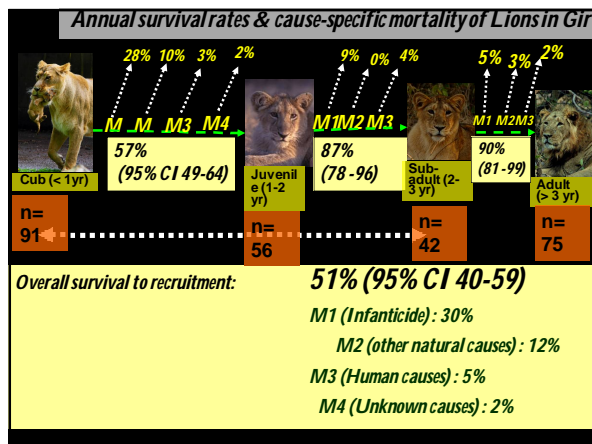 Annual survival rates & cause-specific mortality of Lions in Gir
28% 10% 3% 2% 9% 0% 4% 5% 3% 2%
M M M3 M4 M1 M2 M3 M1 M2 M3
57%
(95% CI 49-64)
87%
(78 -96)
90%
(81-99)
Cub (< 1yr)
Juvenil
e (1-2
yr)
Sub-
adult (2-
3 yr)
Adult
(> 3 yr)
n=
91
n=
56
n=
42
n=
75
Overall survival to recruitment: 51% (95% CI 40-59)
M1 (Infanticide) : 30%
M2 (other natural causes) : 12%
M3 (Human causes) : 5%
M4 (Unknown causes) : 2%